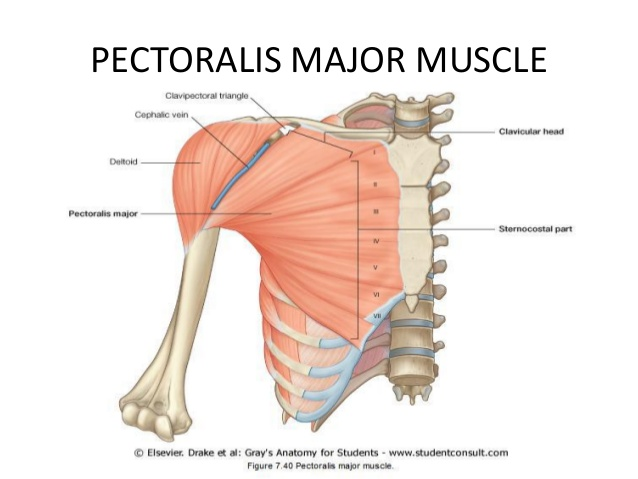 PECTORALIS MAJOR MUSCLE
Clavipectoral triangle
Cephalic vein
Clavicular head
Deltoid
Pectoralis major
Sternocostal part
I
II
III
IV
V
VI
VII
© Elsevier. Drake et al: Gray's Anatomy for Students - www.studentconsult.com
Figure 7.40 Pectoralis major muscle.